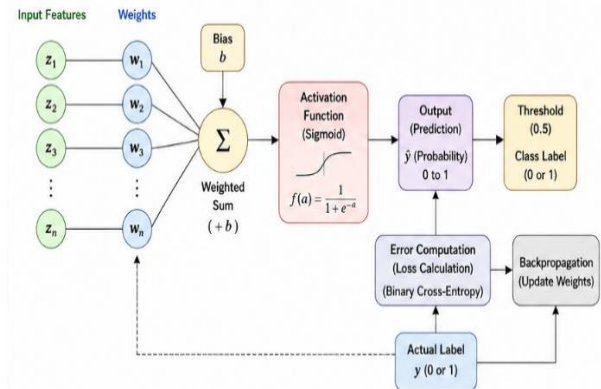 Input Features
Weights
z₁
w₁
z₂
w₂
z₃
w₃
⋮
⋮
zₙ
wₙ
Bias
b
Σ
Weighted
Sum
(+b)
Activation
Function
(Sigmoid)
f(a) = 1 / (1 + e⁻ᵃ)
Output
(Prediction)
ŷ (Probability)
0 to 1
Threshold
(0.5)
Class Label
(0 or 1)
Error Computation
(Loss Calculation)
(Binary Cross-Entropy)
Backpropagation
(Update Weights)
Actual Label
y (0 or 1)